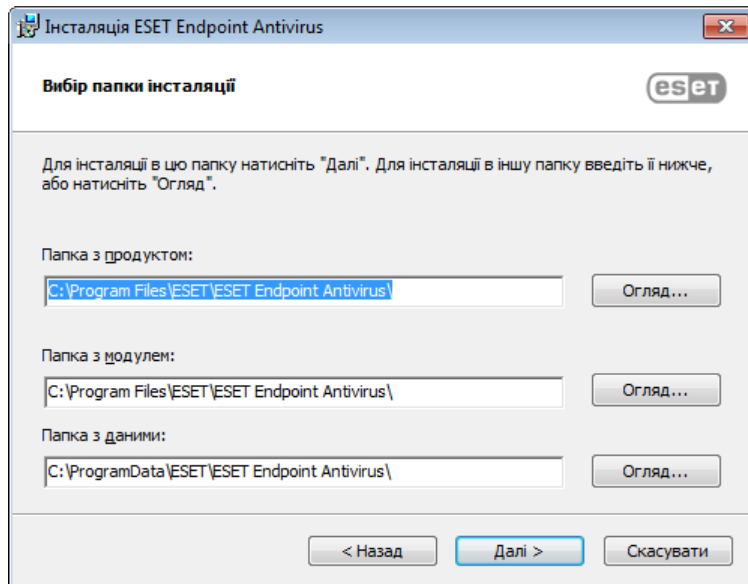 Інсталяція ESET Endpoint Antivirus
Вибір папки інсталяції
eset
Для інсталяції в цю папку натисніть "Далі". Для інсталяції в іншу папку введіть її нижче,
або натисніть "Огляд".
Папка з продуктом:
C:\Program Files\ESET\ESET Endpoint Antivirus\
Огляд...
Папка з модулем:
C:\Program Files\ESET\ESET Endpoint Antivirus\
Огляд...
Папка з даними:
C:\ProgramData\ESET\ESET Endpoint Antivirus\
Огляд...
< Назад
Далі >
Скасувати